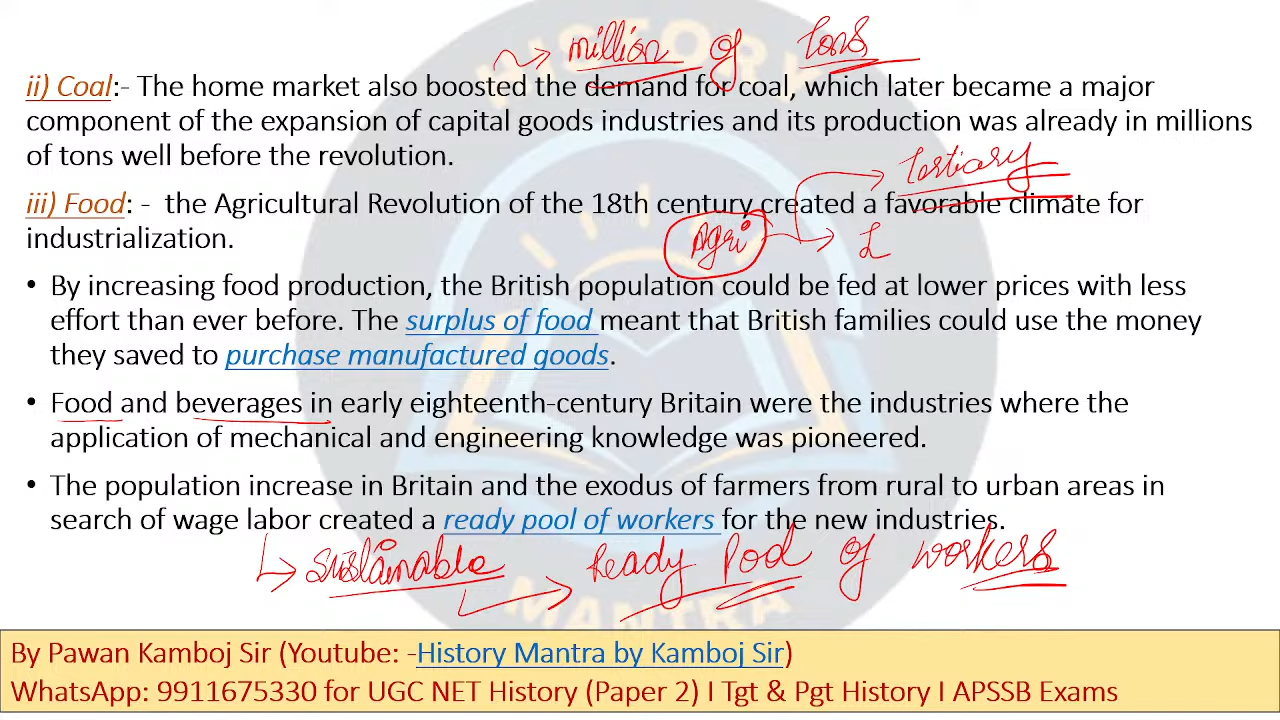 → million of tons
ii) Coal:- The home market also boosted the demand for coal, which later became a major
component of the expansion of capital goods industries and its production was already in millions
of tons well before the revolution.
Tertiary
iii) Food: - the Agricultural Revolution of the 18th century created a favorable climate for
industrialization.
Agri → L
• By increasing food production, the British population could be fed at lower prices with less
effort than ever before. The surplus of food meant that British families could use the money
they saved to purchase manufactured goods.
• Food and beverages in early eighteenth-century Britain were the industries where the
application of mechanical and engineering knowledge was pioneered.
• The population increase in Britain and the exodus of farmers from rural to urban areas in
search of wage labor created a ready pool of workers for the new industries.
→ Sustainable → Ready Pool of workers
HISTORY
MANTRA
By Pawan Kamboj Sir (Youtube: -History Mantra by Kamboj Sir)
WhatsApp: 9911675330 for UGC NET History (Paper 2) I Tgt & Pgt History I APSSB Exams